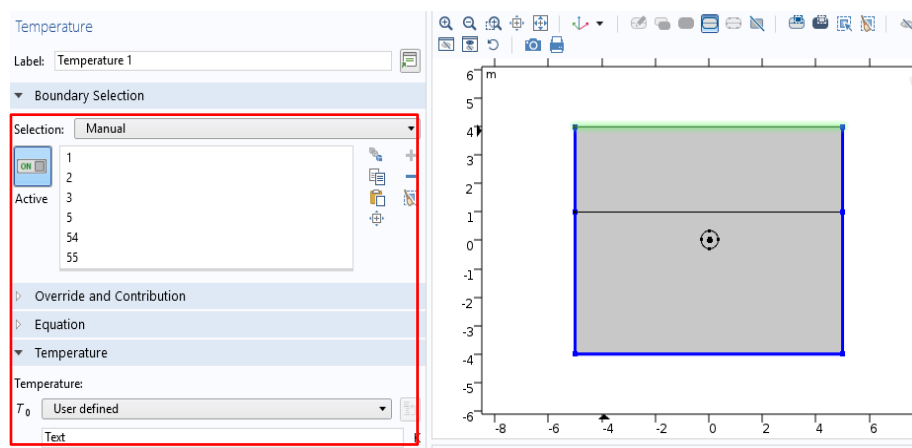 Temperature
Label: Temperature 1
Boundary Selection
Selection: Manual
ON
Active
1
2
3
5
54
55
Override and Contribution
Equation
Temperature
Temperature:
T0 User defined
Text K
m
6
5
4
3
2
1
0
-1
-2
-3
-4
-5
-6
-8 -6 -4 -2 0 2 4 6